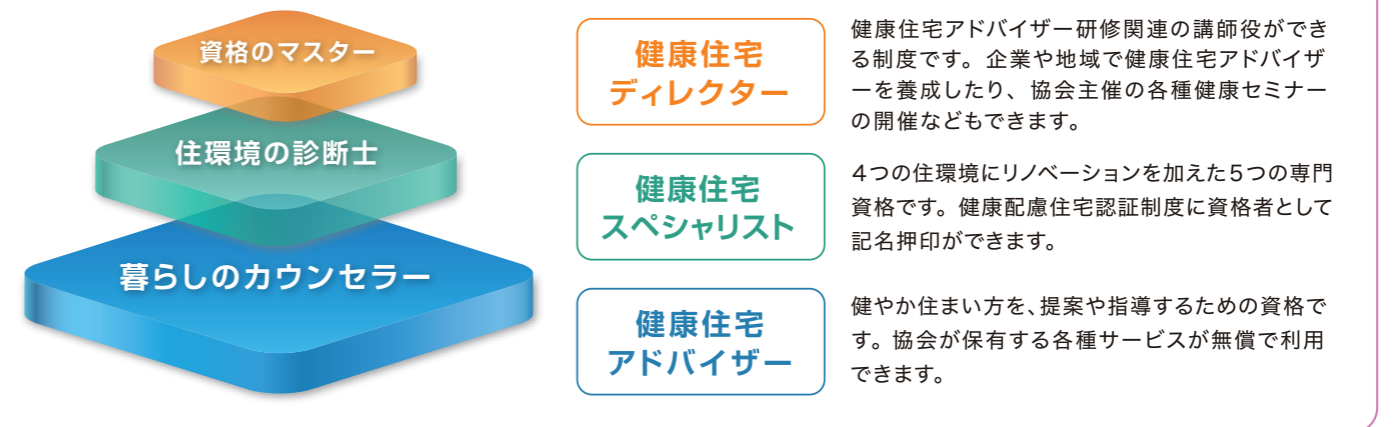 資格のマスター
住環境の診断士
暮らしのカウンセラー
健康住宅
ディレクター
健康住宅アドバイザー研修関連の講師役ができ
る制度です。企業や地域で健康住宅アドバイザ
ーを養成したり、協会主催の各種健康セミナー
の開催などもできます。
健康住宅
スペシャリスト
4つの住環境にリノベーションを加えた5つの専門
資格です。健康配慮住宅認証制度に資格者として
記名押印ができます。
健康住宅
アドバイザー
健やか住まい方を、提案や指導するための資格で
す。協会が保有する各種サービスが無償で利用
できます。